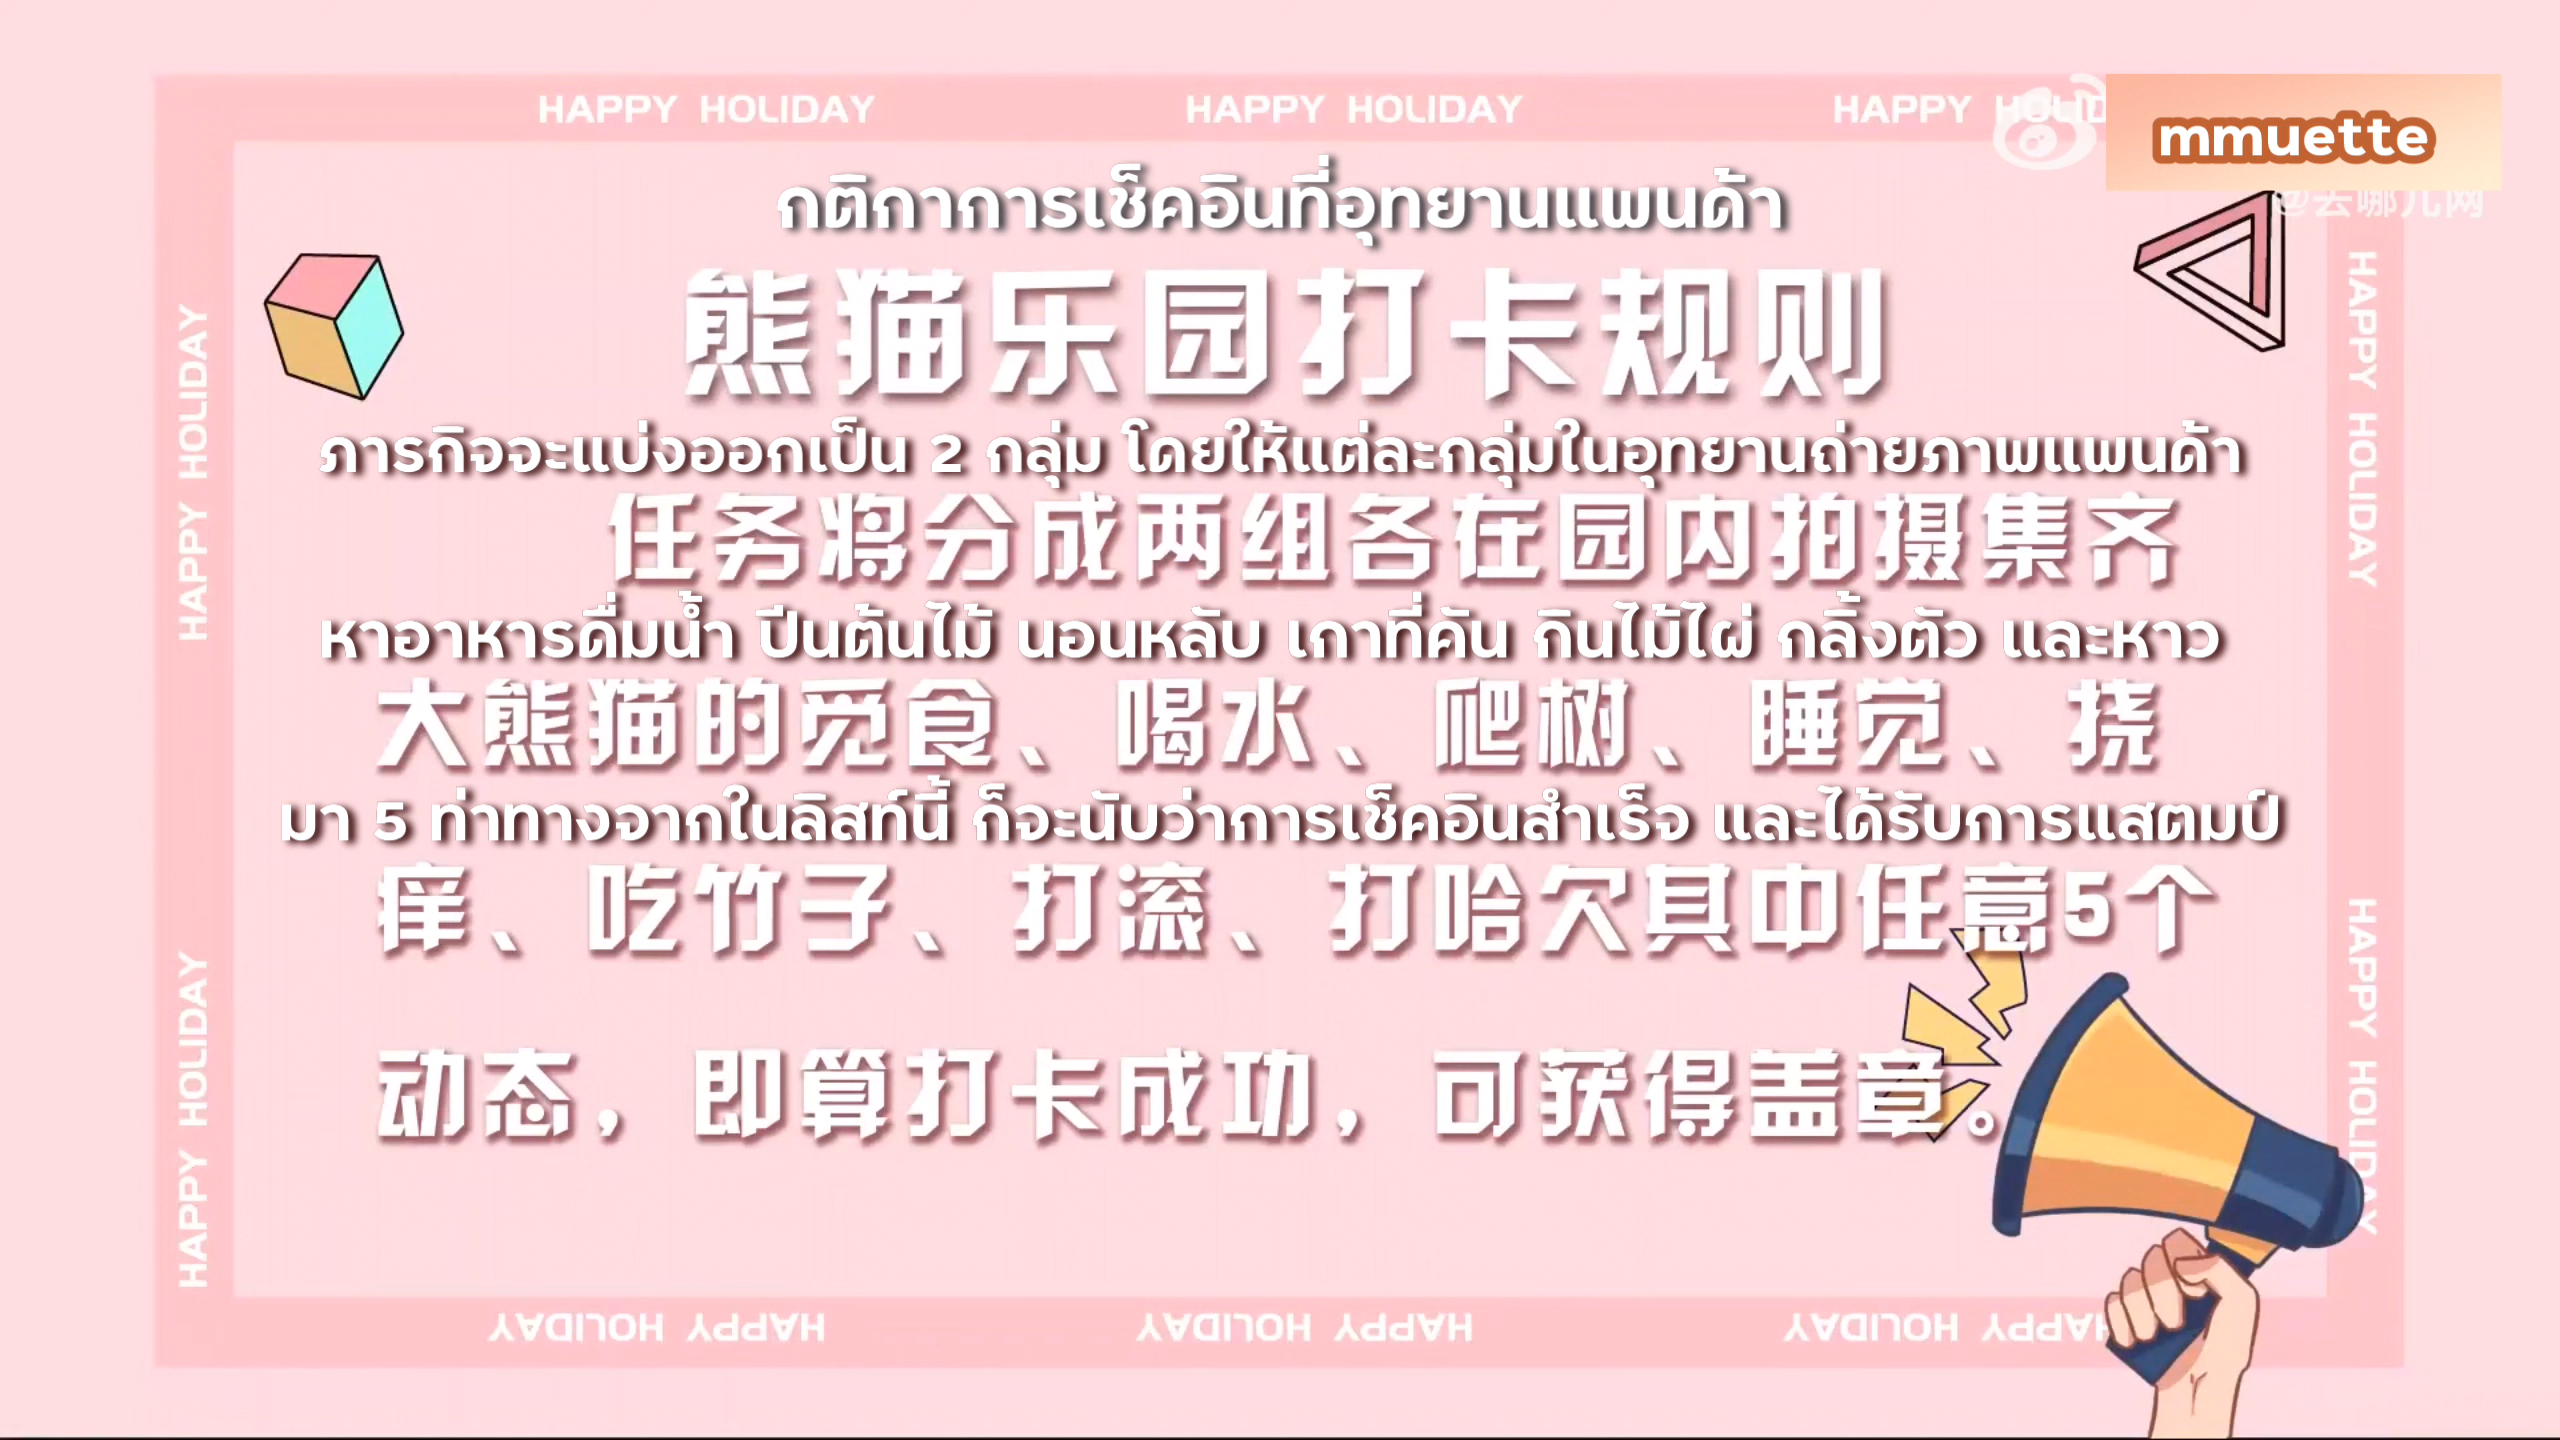 HAPPY HOLIDAY HAPPY HOLIDAY HAPPY
mmuette
@去哪儿网
กติกาการเช็คอินที่อุทยานแพนด้า
熊猫乐园打卡规则
ภารกิจจะแบ่งออกเป็น 2 กลุ่ม โดยให้แต่ละกลุ่มในอุทยานถ่ายภาพแพนด้า
任务将分成两组各在园内拍摄集齐
หาอาหารดื่มน้ำ ปีนต้นไม้ นอนหลับ เกาที่คัน กินไม้ไผ่ กลิ้งตัว และหาว
大熊猫的觅食、喝水、爬树、睡觉、挠
มา 5 ท่าทางจากในลิสท์นี้ ก็จะนับว่าการเช็คอินสำเร็จ และได้รับการแสตมป์
痒、吃竹子、打滚、打哈欠其中任意5个
动态，即算打卡成功，可获得盖章。
HAPPY HOLIDAY HAPPY HOLIDAY
HAPPY HOLIDAY HAPPY HOLIDAY
HAPPY HOLIDAY HAPPY HOLIDAY HAPPY HOLIDAY